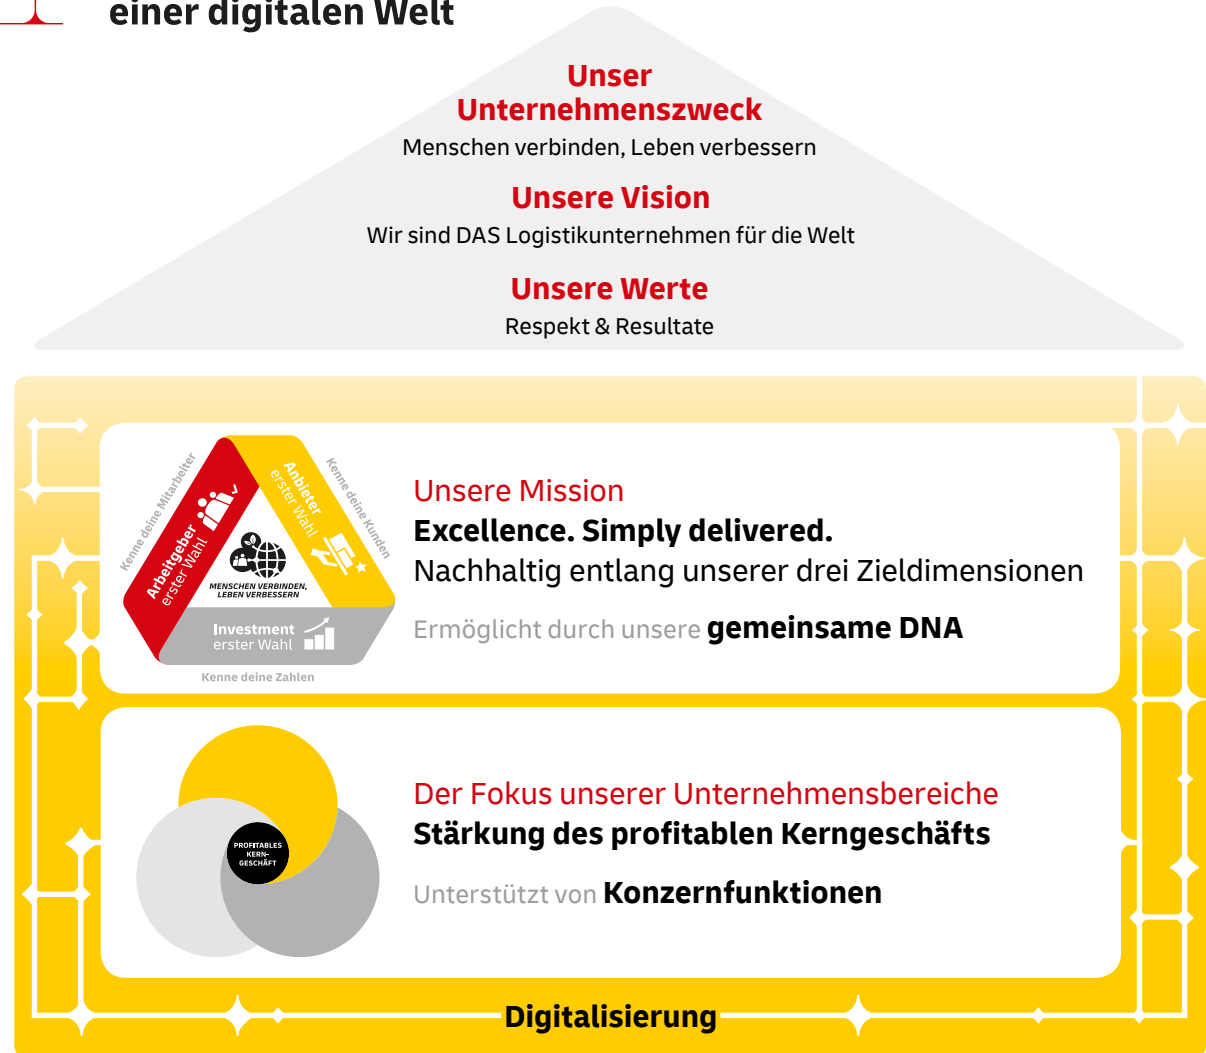 einer digitalen Welt
Unser
Unternehmenszweck
Menschen verbinden, Leben verbessern
Unsere Vision
Wir sind DAS Logistikunternehmen für die Welt
Unsere Werte
Respekt & Resultate
Kenne deine Mitarbeiter
Arbeitgeber
erster Wahl
Anbieter
erster Wahl
Kenne deine Kunden
MENSCHEN VERBINDEN,
LEBEN VERBESSERN
Investment
erster Wahl
Kenne deine Zahlen
Unsere Mission
Excellence. Simply delivered.
Nachhaltig entlang unserer drei Zieldimensionen
Ermöglicht durch unsere gemeinsame DNA
PROFITABLES
KERN-
GESCHÄFT
Der Fokus unserer Unternehmensbereiche
Stärkung des profitablen Kerngeschäfts
Unterstützt von Konzernfunktionen
Digitalisierung